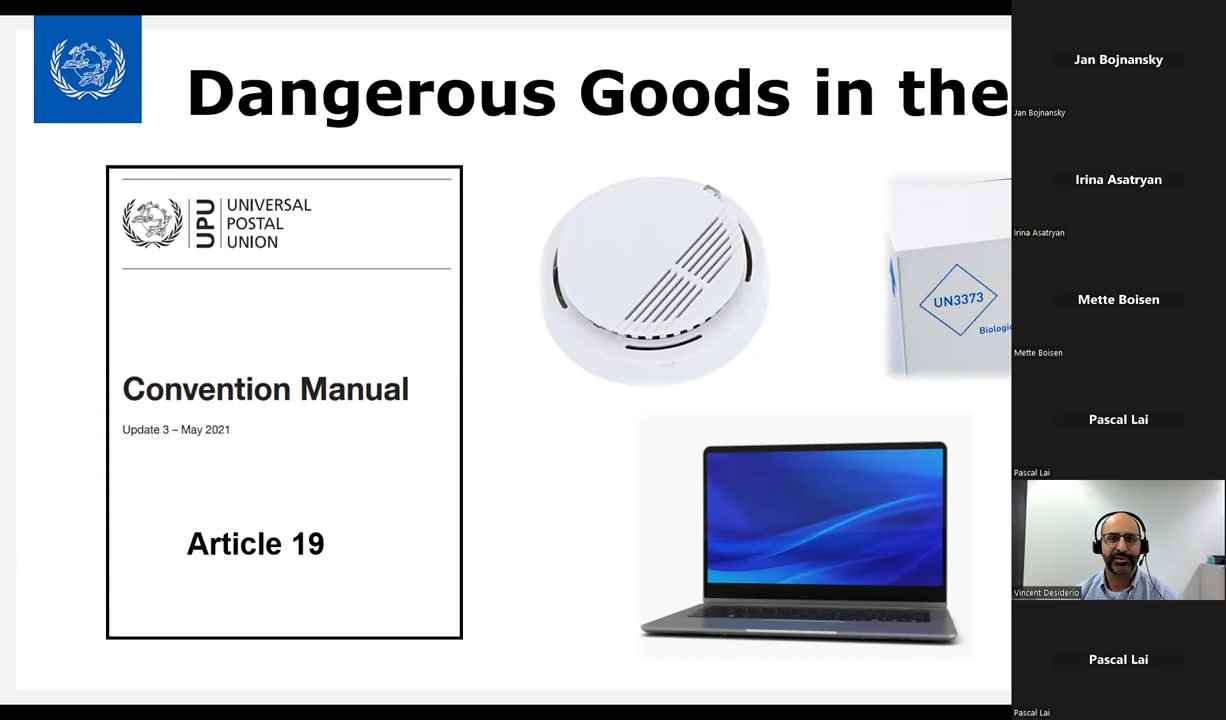 Dangerous Goods in the
UPU
UNIVERSAL
POSTAL
UNION
Convention Manual
Update 3 – May 2021
Article 19
UN3373
Jan Bojnansky
Jan Bojnansky
Irina Asatryan
Irina Asatryan
Mette Boisen
Mette Boisen
Pascal Lai
Pascal Lai
Vincent Desiderio
Pascal Lai
Pascal Lai